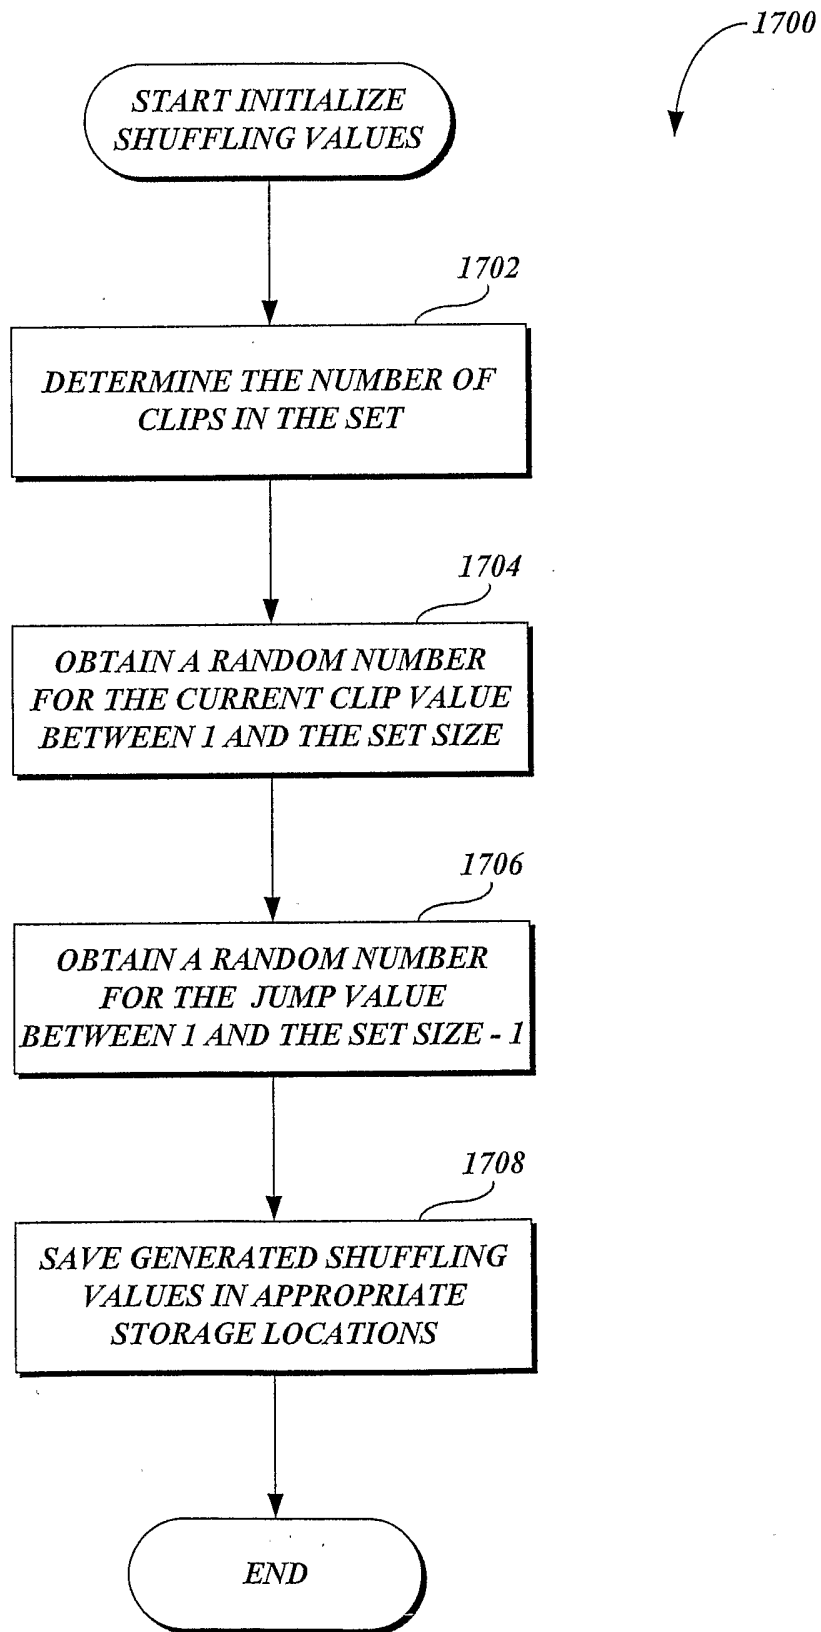 1700
START INITIALIZE
SHUFFLING VALUES
1702
DETERMINE THE NUMBER OF
CLIPS IN THE SET
1704
OBTAIN A RANDOM NUMBER
FOR THE CURRENT CLIP VALUE
BETWEEN 1 AND THE SET SIZE
1706
OBTAIN A RANDOM NUMBER
FOR THE JUMP VALUE
BETWEEN 1 AND THE SET SIZE - 1
1708
SAVE GENERATED SHUFFLING
VALUES IN APPROPRIATE
STORAGE LOCATIONS
END